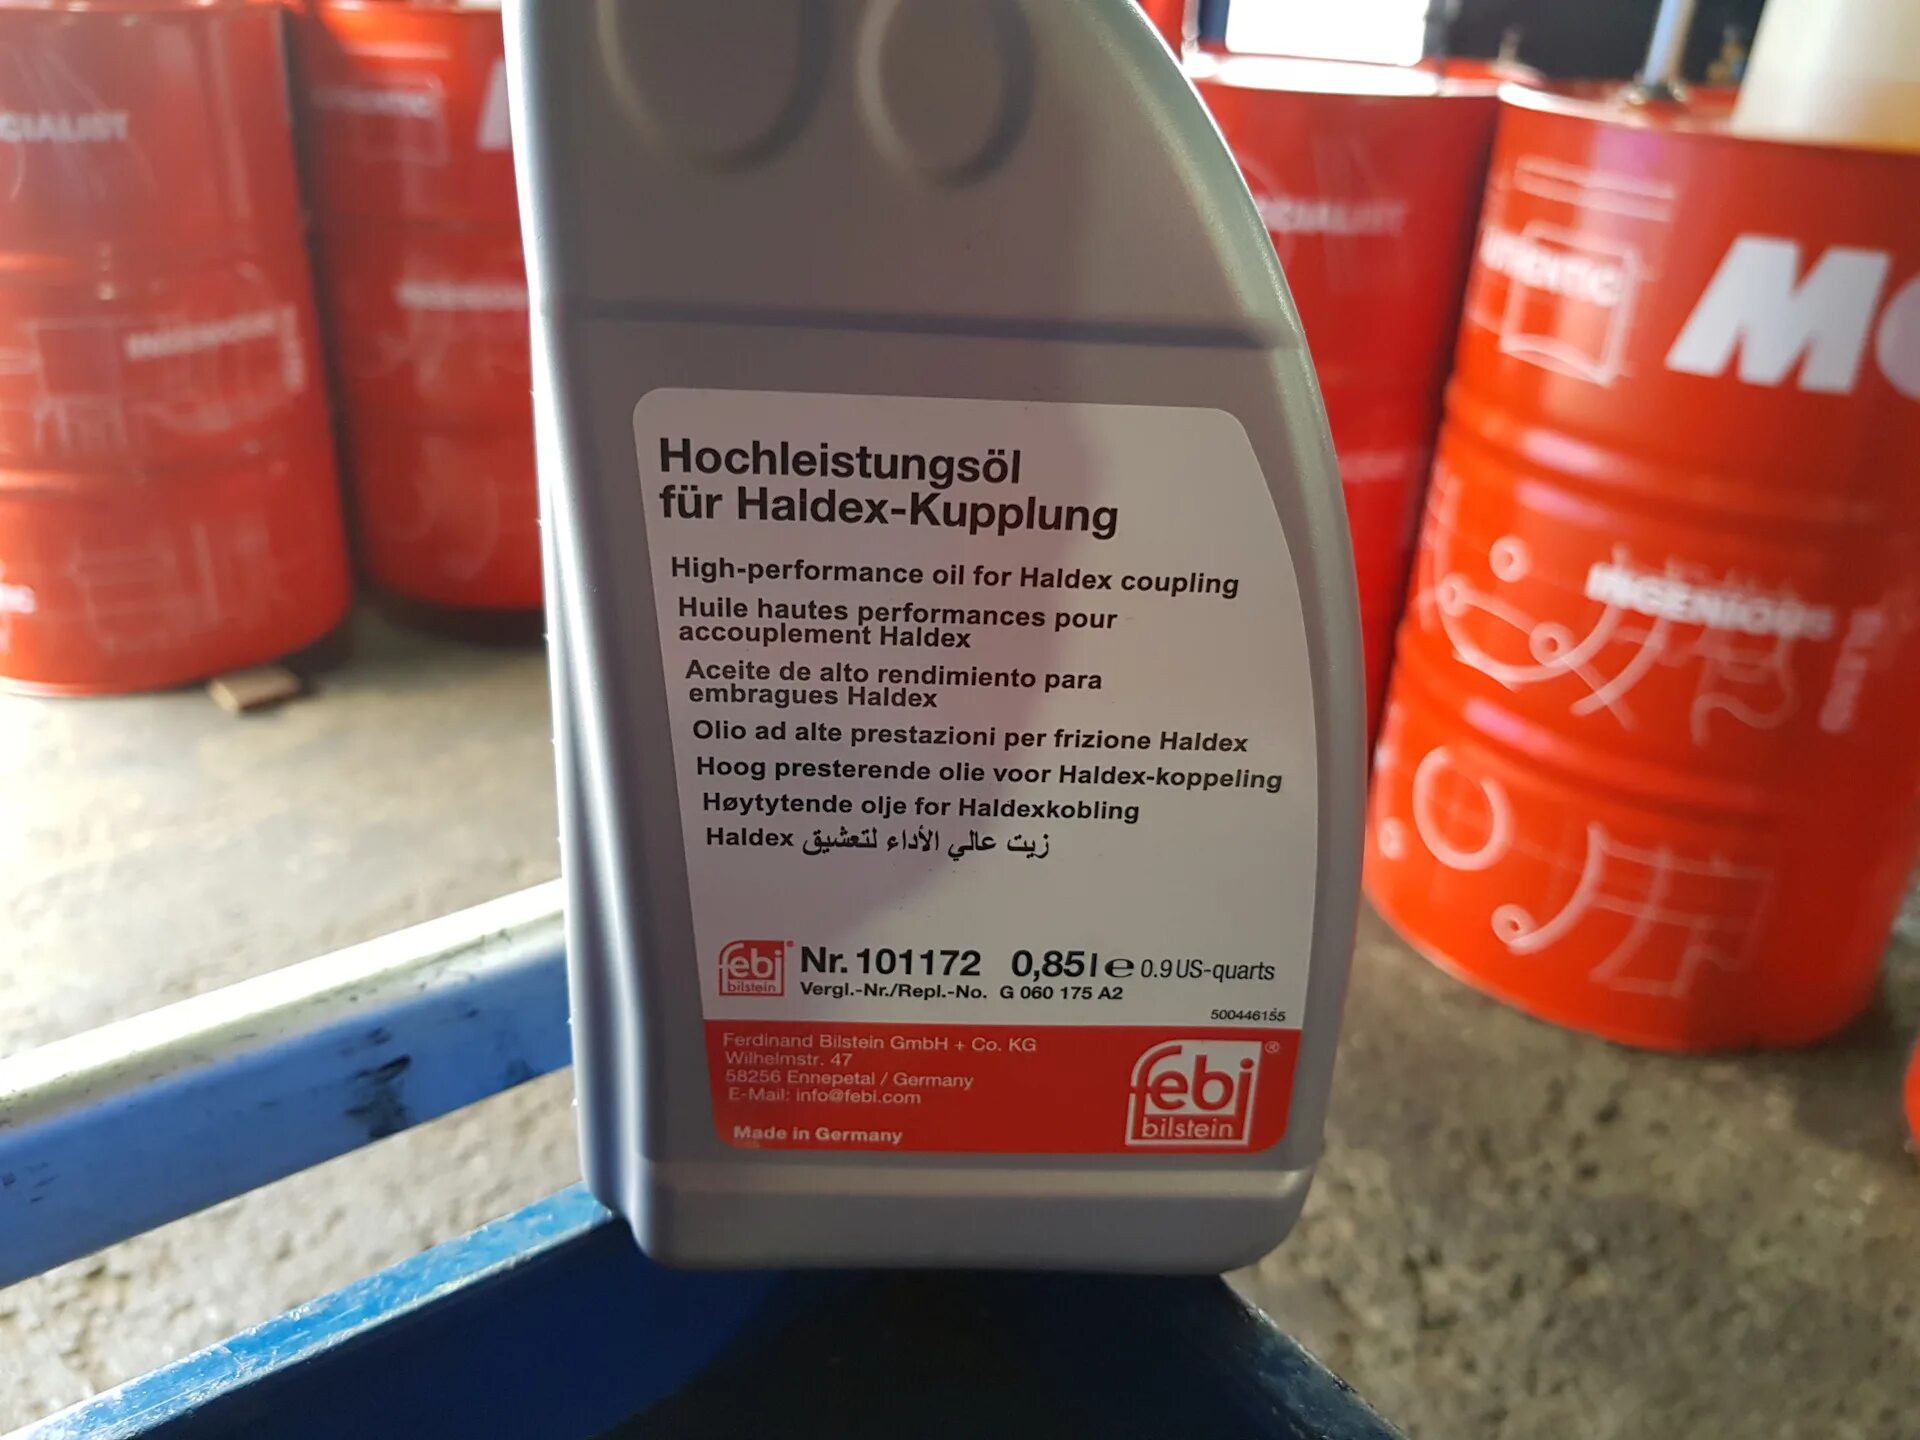 Hochleistungsöl
für Haldex-Kupplung
High-performance oil for Haldex coupling
Huile hautes performances pour
accouplement Haldex
Aceite de alto rendimiento para
embragues Haldex
Olio ad alte prestazioni per frizione Haldex
Hoog presterende olie voor Haldex-koppeling
Høytytende olje for Haldexkobling
زيت عالي الأداء لتعشيق Haldex
febi bilstein
Nr. 101172 0,85 l e 0.9 US-quarts
Vergl.-Nr./Repl.-No. G 060 175 A2
500446155
Ferdinand Bilstein GmbH + Co. KG
Wilhelmstr. 47
58256 Ennepetal / Germany
E-Mail: info@febi.com
Made in Germany
febi®
bilstein
CIALIST
INGENIOUS
INGENIOUS